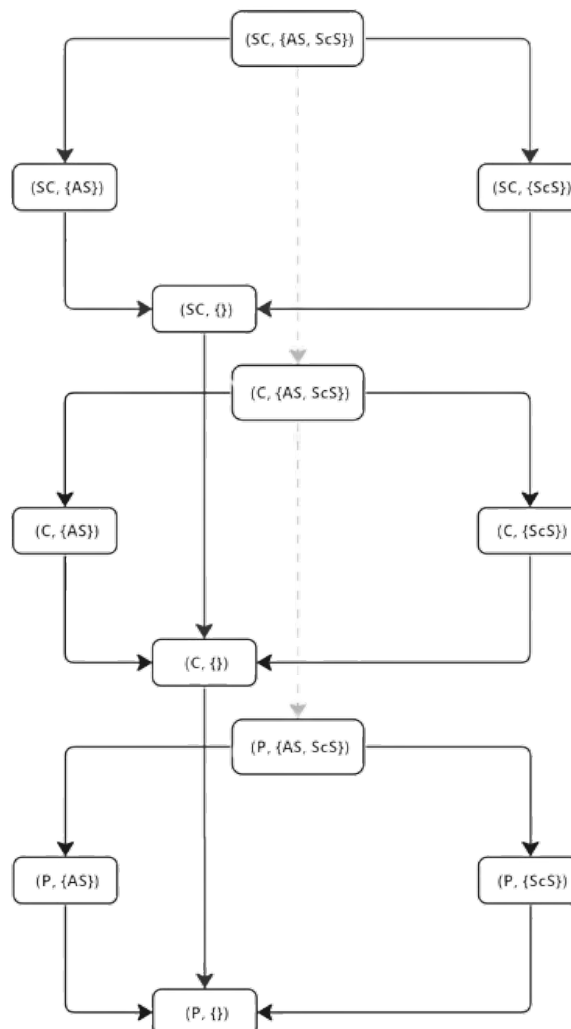 (SC, {AS, ScS})
(SC, {AS})
(SC, {ScS})
(SC, {})
(C, {AS, ScS})
(C, {AS})
(C, {ScS})
(C, {})
(P, {AS, ScS})
(P, {AS})
(P, {ScS})
(P, {})